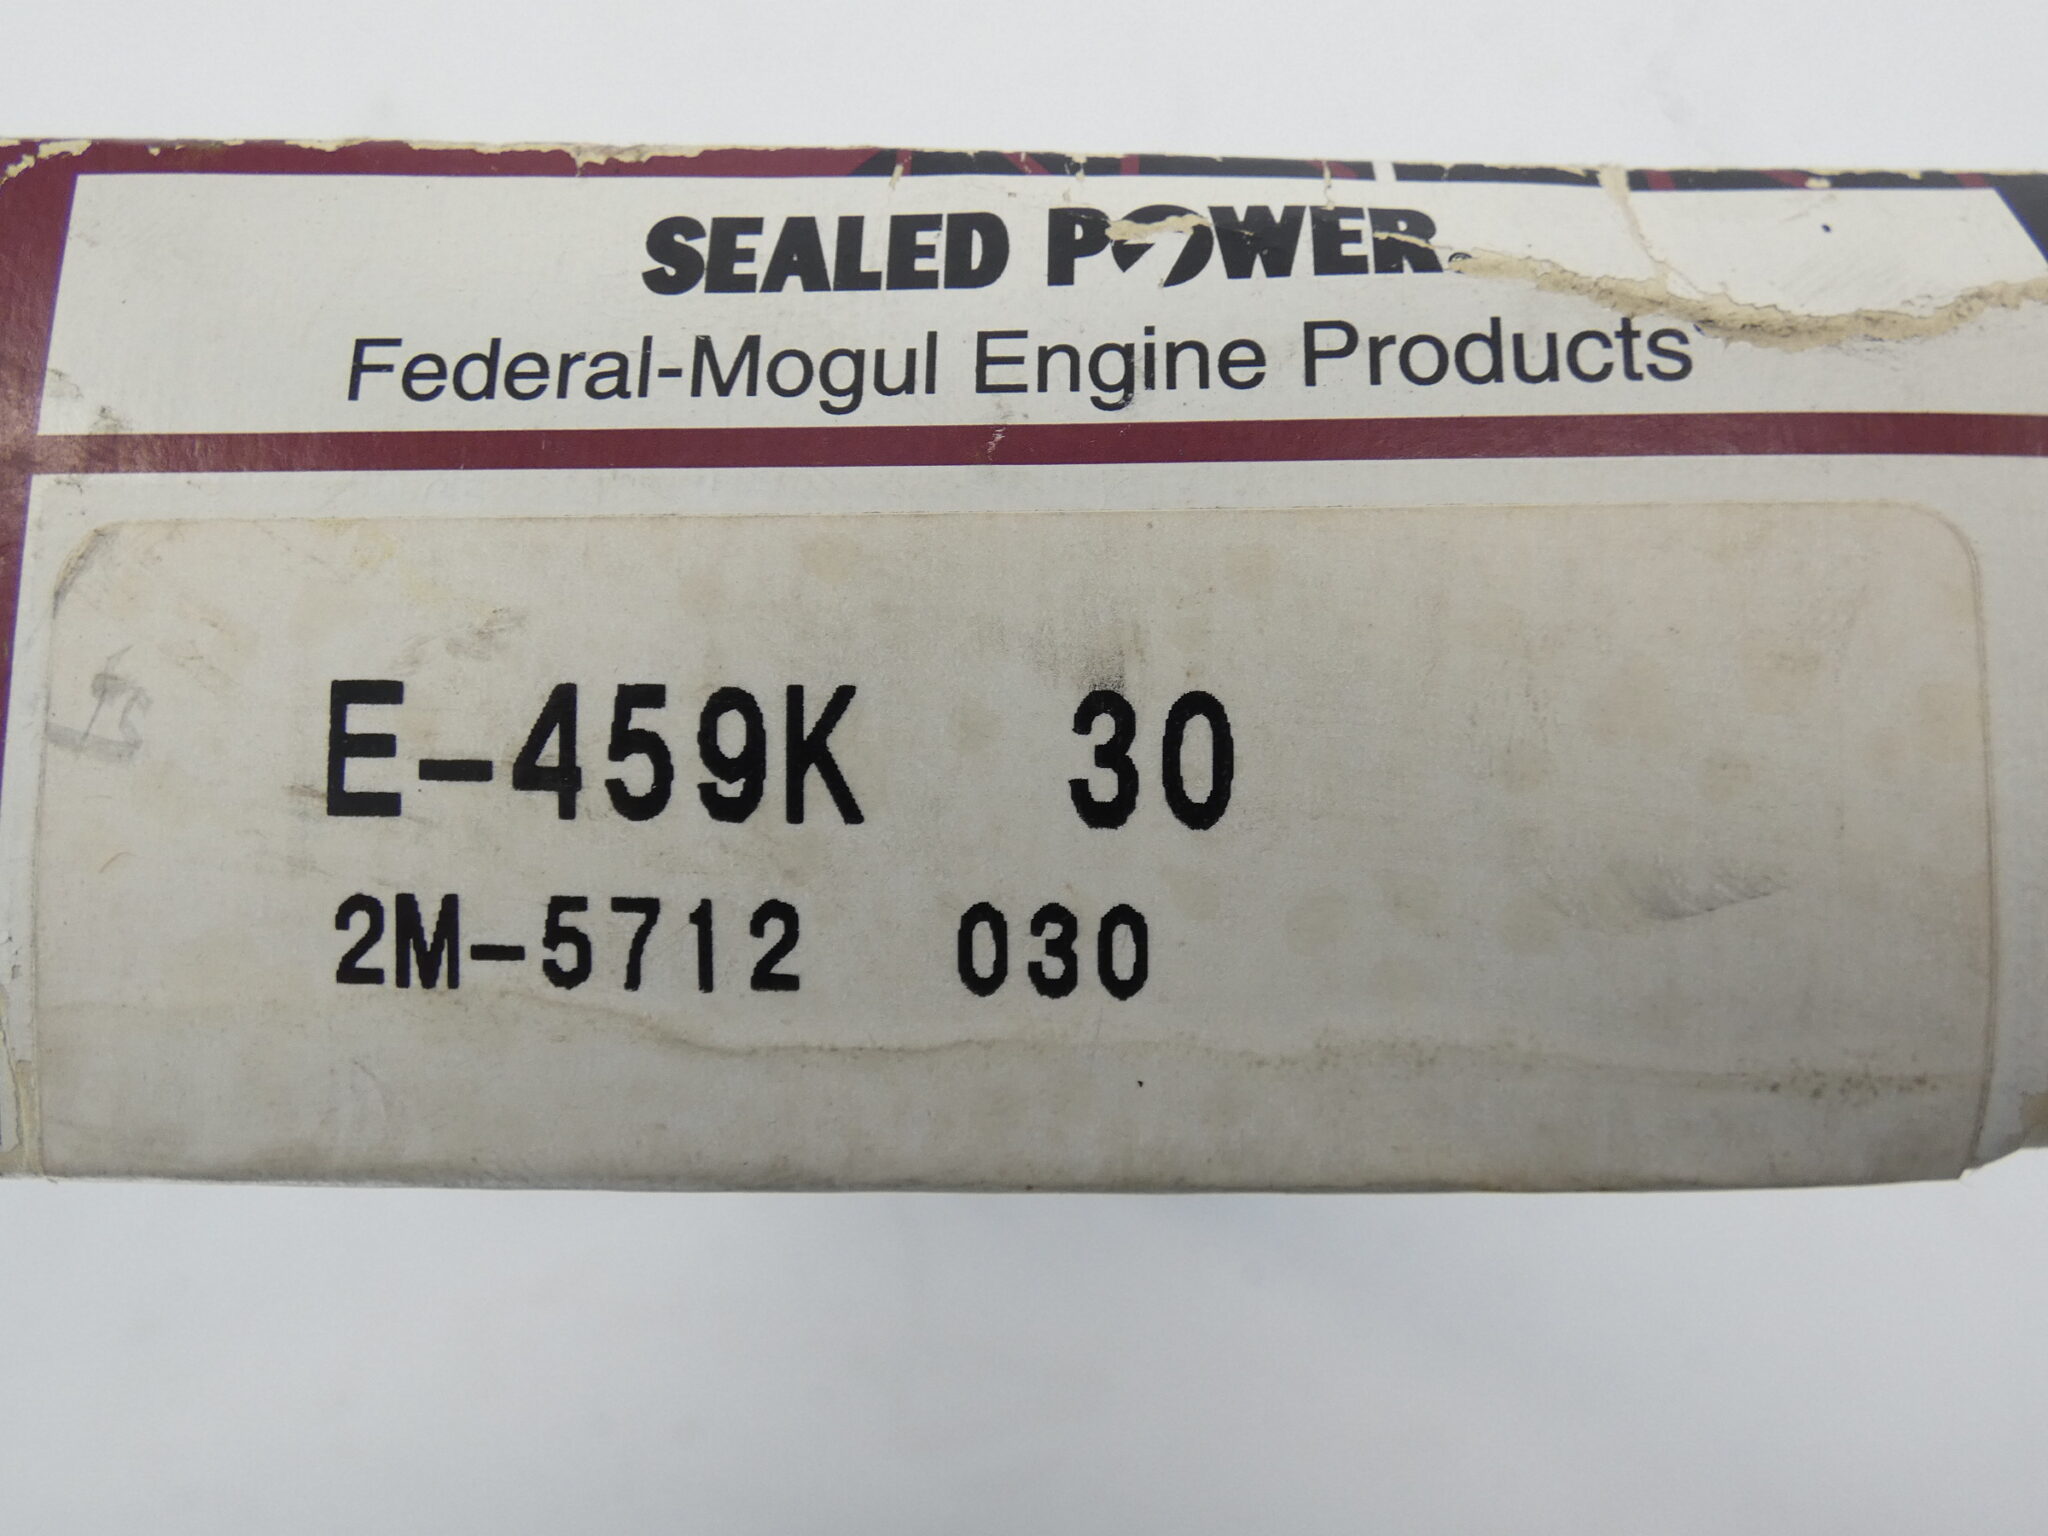 SEALED POWER®
Federal-Mogul Engine Products
E-459K 30
2M-5712 030